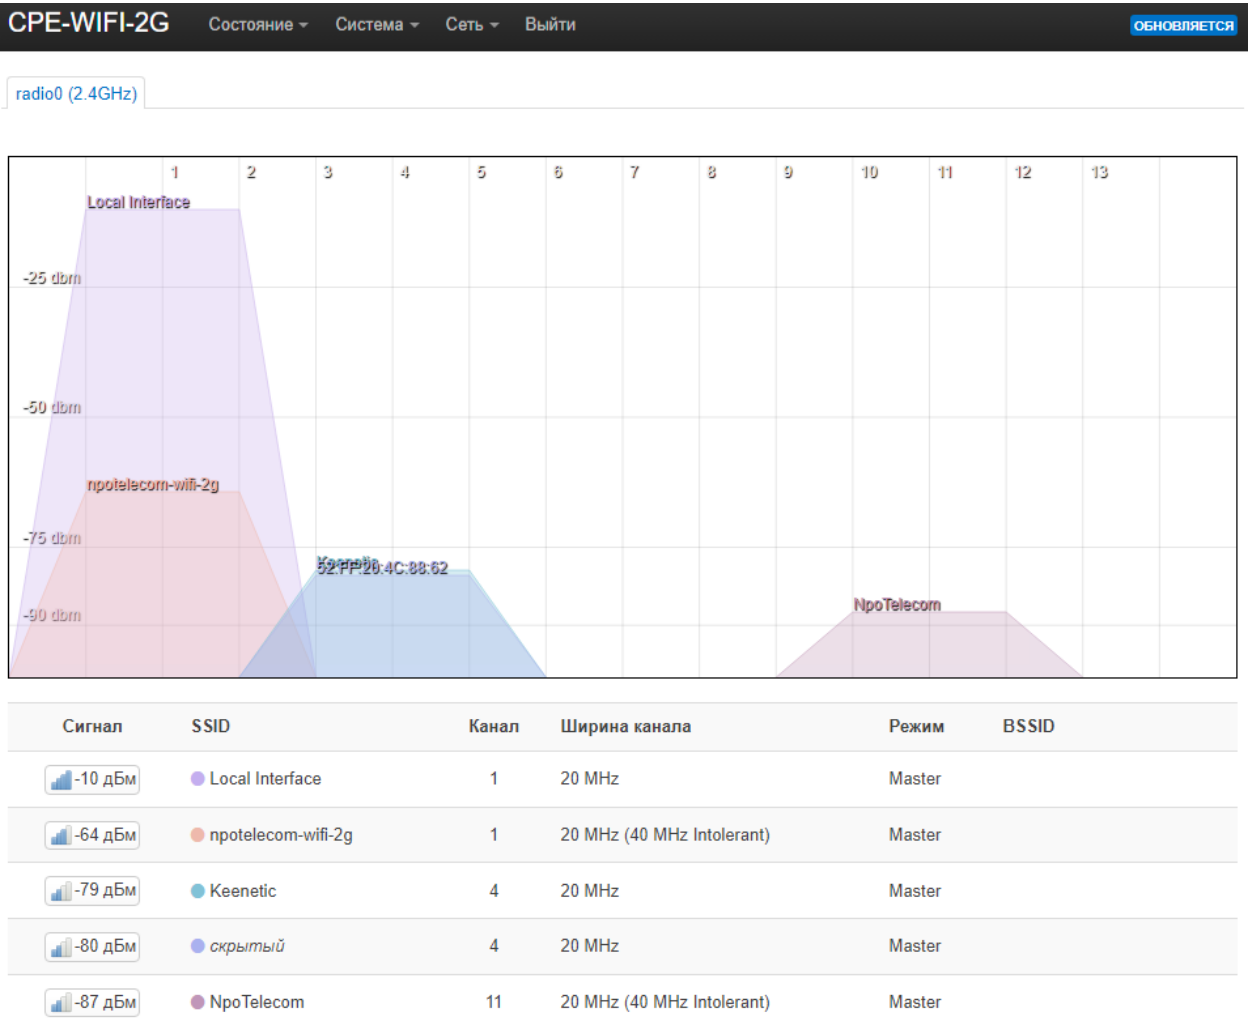 CPE-WIFI-2G Состояние Система Сеть Выйти ОБНОВЛЯЕТСЯ
radio0 (2.4GHz)
1 2 3 4 5 6 7 8 9 10 11 12 13
Local Interface
-25 dbm
-50 dbm
npotelecom-wifi-2g
-75 dbm
Keenetic
52:FF:20:4C:88:62
NpoTelecom
-90 dbm
Сигнал SSID Канал Ширина канала Режим BSSID
-10 дБм Local Interface 1 20 MHz Master
-64 дБм npotelecom-wifi-2g 1 20 MHz (40 MHz Intolerant) Master
-79 дБм Keenetic 4 20 MHz Master
-80 дБм скрытый 4 20 MHz Master
-87 дБм NpoTelecom 11 20 MHz (40 MHz Intolerant) Master